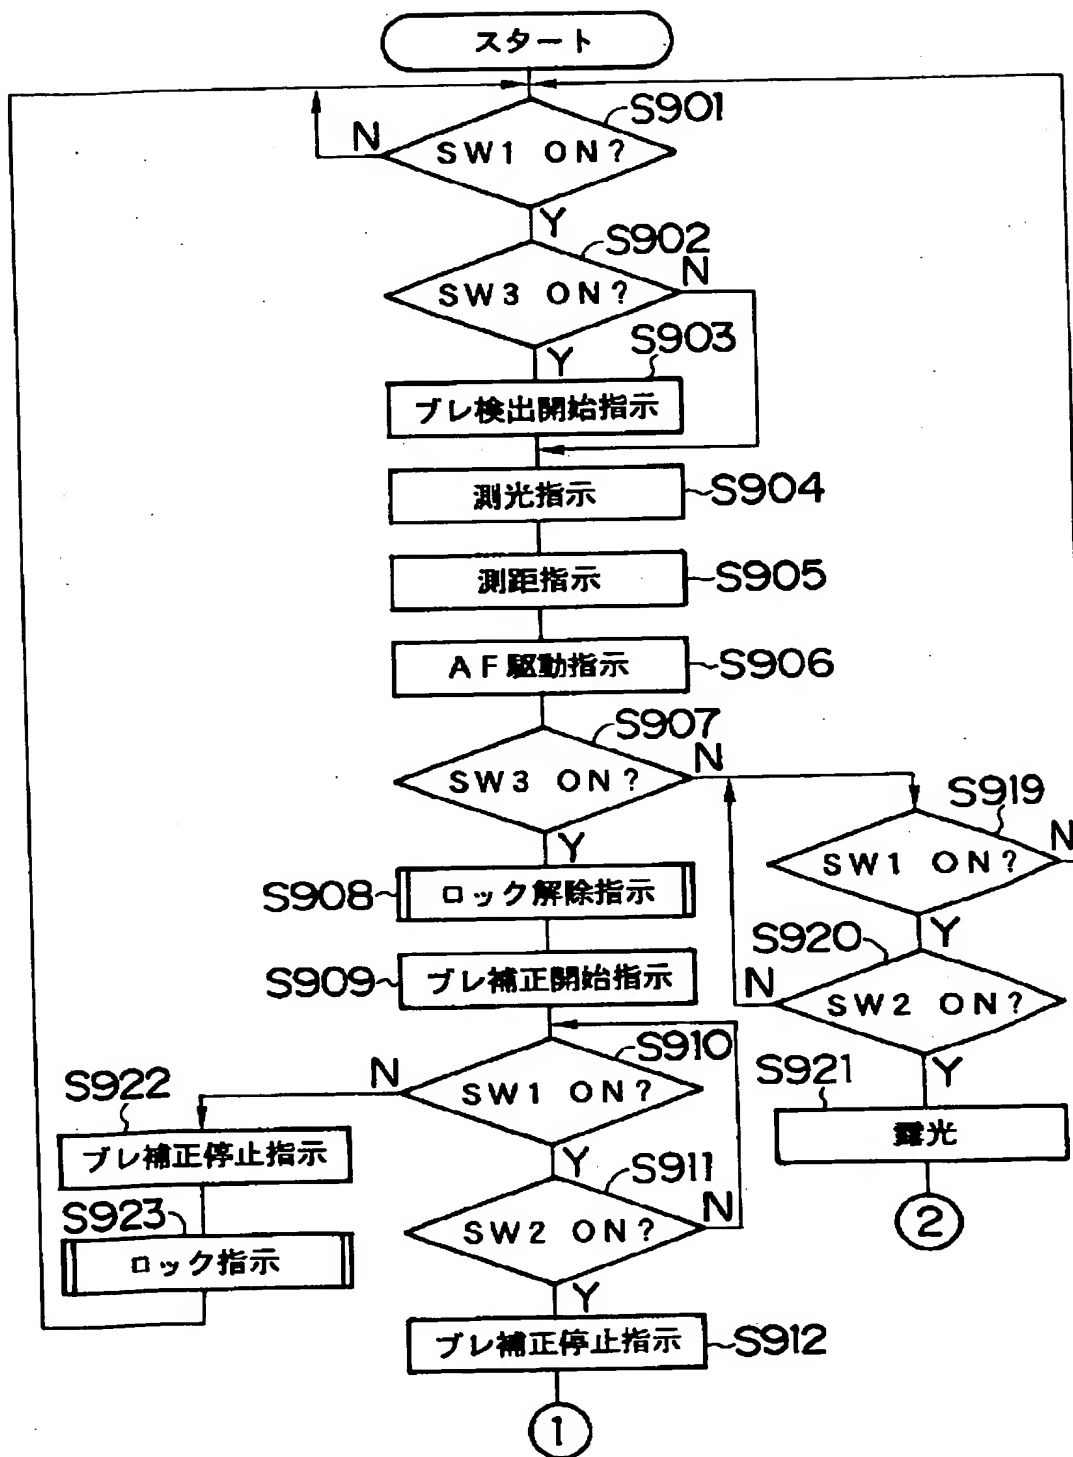 スタート
S901
N
SW1 ON?
Y
S902
N
SW3 ON?
S903
Y
ブレ検出開始指示
測光指示
S904
測距指示
S905
AF駆動指示
S906
S907
N
SW3 ON?
Y
S919
N
SW1 ON?
Y
S908
ロック解除指示
S920
N
SW2 ON?
Y
S909
ブレ補正開始指示
S910
N
SW1 ON?
Y
S921
露光
2
S922
ブレ補正停止指示
S911
N
SW2 ON?
Y
S923
ロック指示
ブレ補正停止指示
S912
1